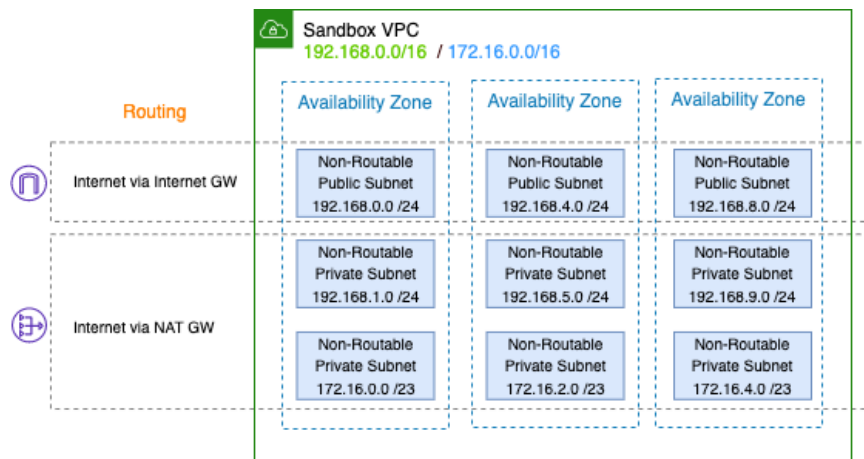 Sandbox VPC
192.168.0.0/16 / 172.16.0.0/16
Routing
Availability Zone
Availability Zone
Availability Zone
Internet via Internet GW
Non-Routable
Public Subnet
192.168.0.0 /24
Non-Routable
Public Subnet
192.168.4.0 /24
Non-Routable
Public Subnet
192.168.8.0 /24
Internet via NAT GW
Non-Routable
Private Subnet
192.168.1.0 /24
Non-Routable
Private Subnet
192.168.5.0 /24
Non-Routable
Private Subnet
192.168.9.0 /24
Non-Routable
Private Subnet
172.16.0.0 /23
Non-Routable
Private Subnet
172.16.2.0 /23
Non-Routable
Private Subnet
172.16.4.0 /23